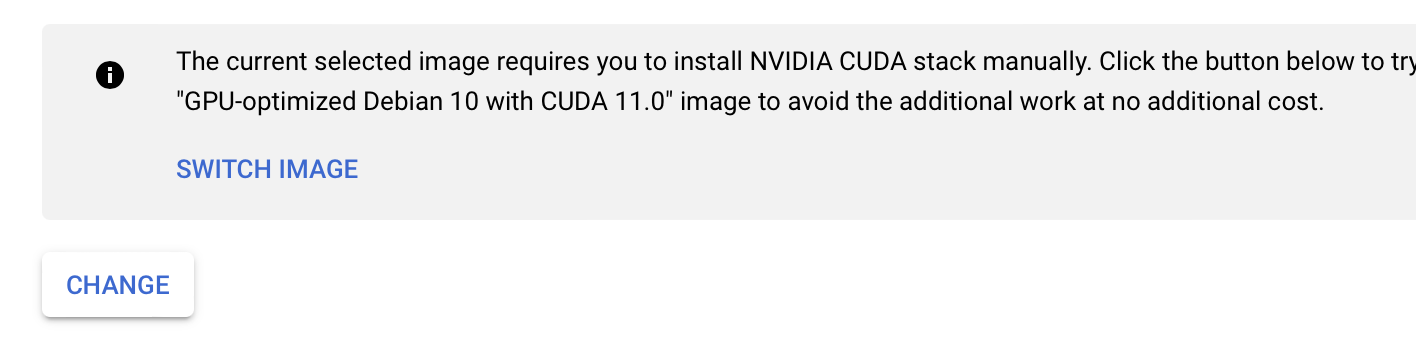 The current selected image requires you to install NVIDIA CUDA stack manually. Click the button below to try
"GPU-optimized Debian 10 with CUDA 11.0" image to avoid the additional work at no additional cost.
SWITCH IMAGE
CHANGE